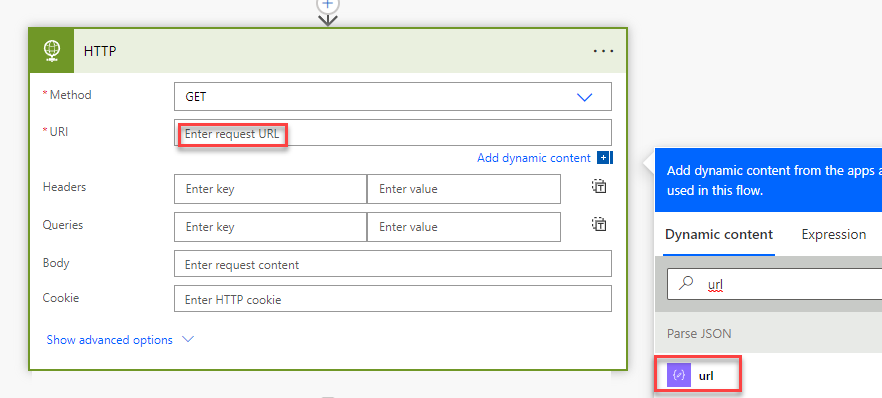 HTTP
...
* Method
GET
* URI
Enter request URL
Add dynamic content
Headers
Enter key
Enter value
Queries
Enter key
Enter value
Body
Enter request content
Cookie
Enter HTTP cookie
Show advanced options
Add dynamic content from the apps a
used in this flow.
Dynamic content
Expression
url
Parse JSON
url